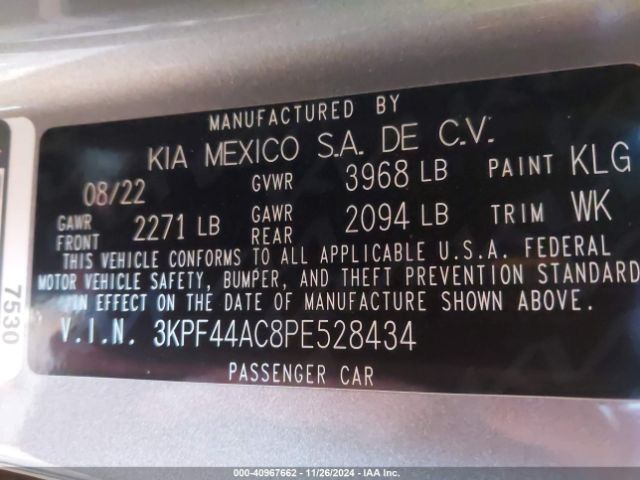 MANUFACTURED BY
KIA MEXICO S.A. DE C.V.
08/22 GVWR 3968 LB PAINT KLG
GAWR FRONT 2271 LB GAWR REAR 2094 LB TRIM WK
THIS VEHICLE CONFORMS TO ALL APPLICABLE U.S.A. FEDERAL
MOTOR VEHICLE SAFETY, BUMPER, AND THEFT PREVENTION STANDARD
IN EFFECT ON THE DATE OF MANUFACTURE SHOWN ABOVE.
V.I.N. 3KPF44AC8PE528434
PASSENGER CAR
7530
000-40967662 - 11/26/2024 - IAA Inc.